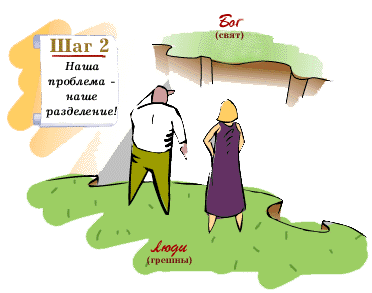 Бог
(свят)
Шаг 2
Наша
проблема -
наше
разделение!
люди
(грешны)